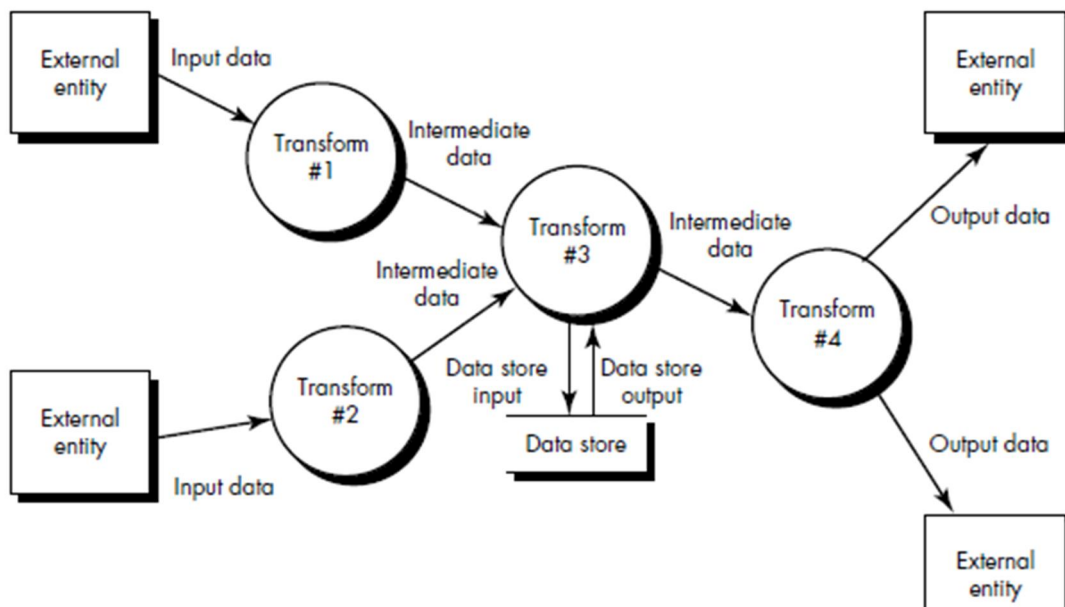 External
entity
Input data
Transform
#1
Intermediate
data
Transform
#3
Intermediate
data
External
entity
Output data
Intermediate
data
Transform
#4
External
entity
Input data
Transform
#2
Data store
input
Data store
output
Data store
Output data
External
entity